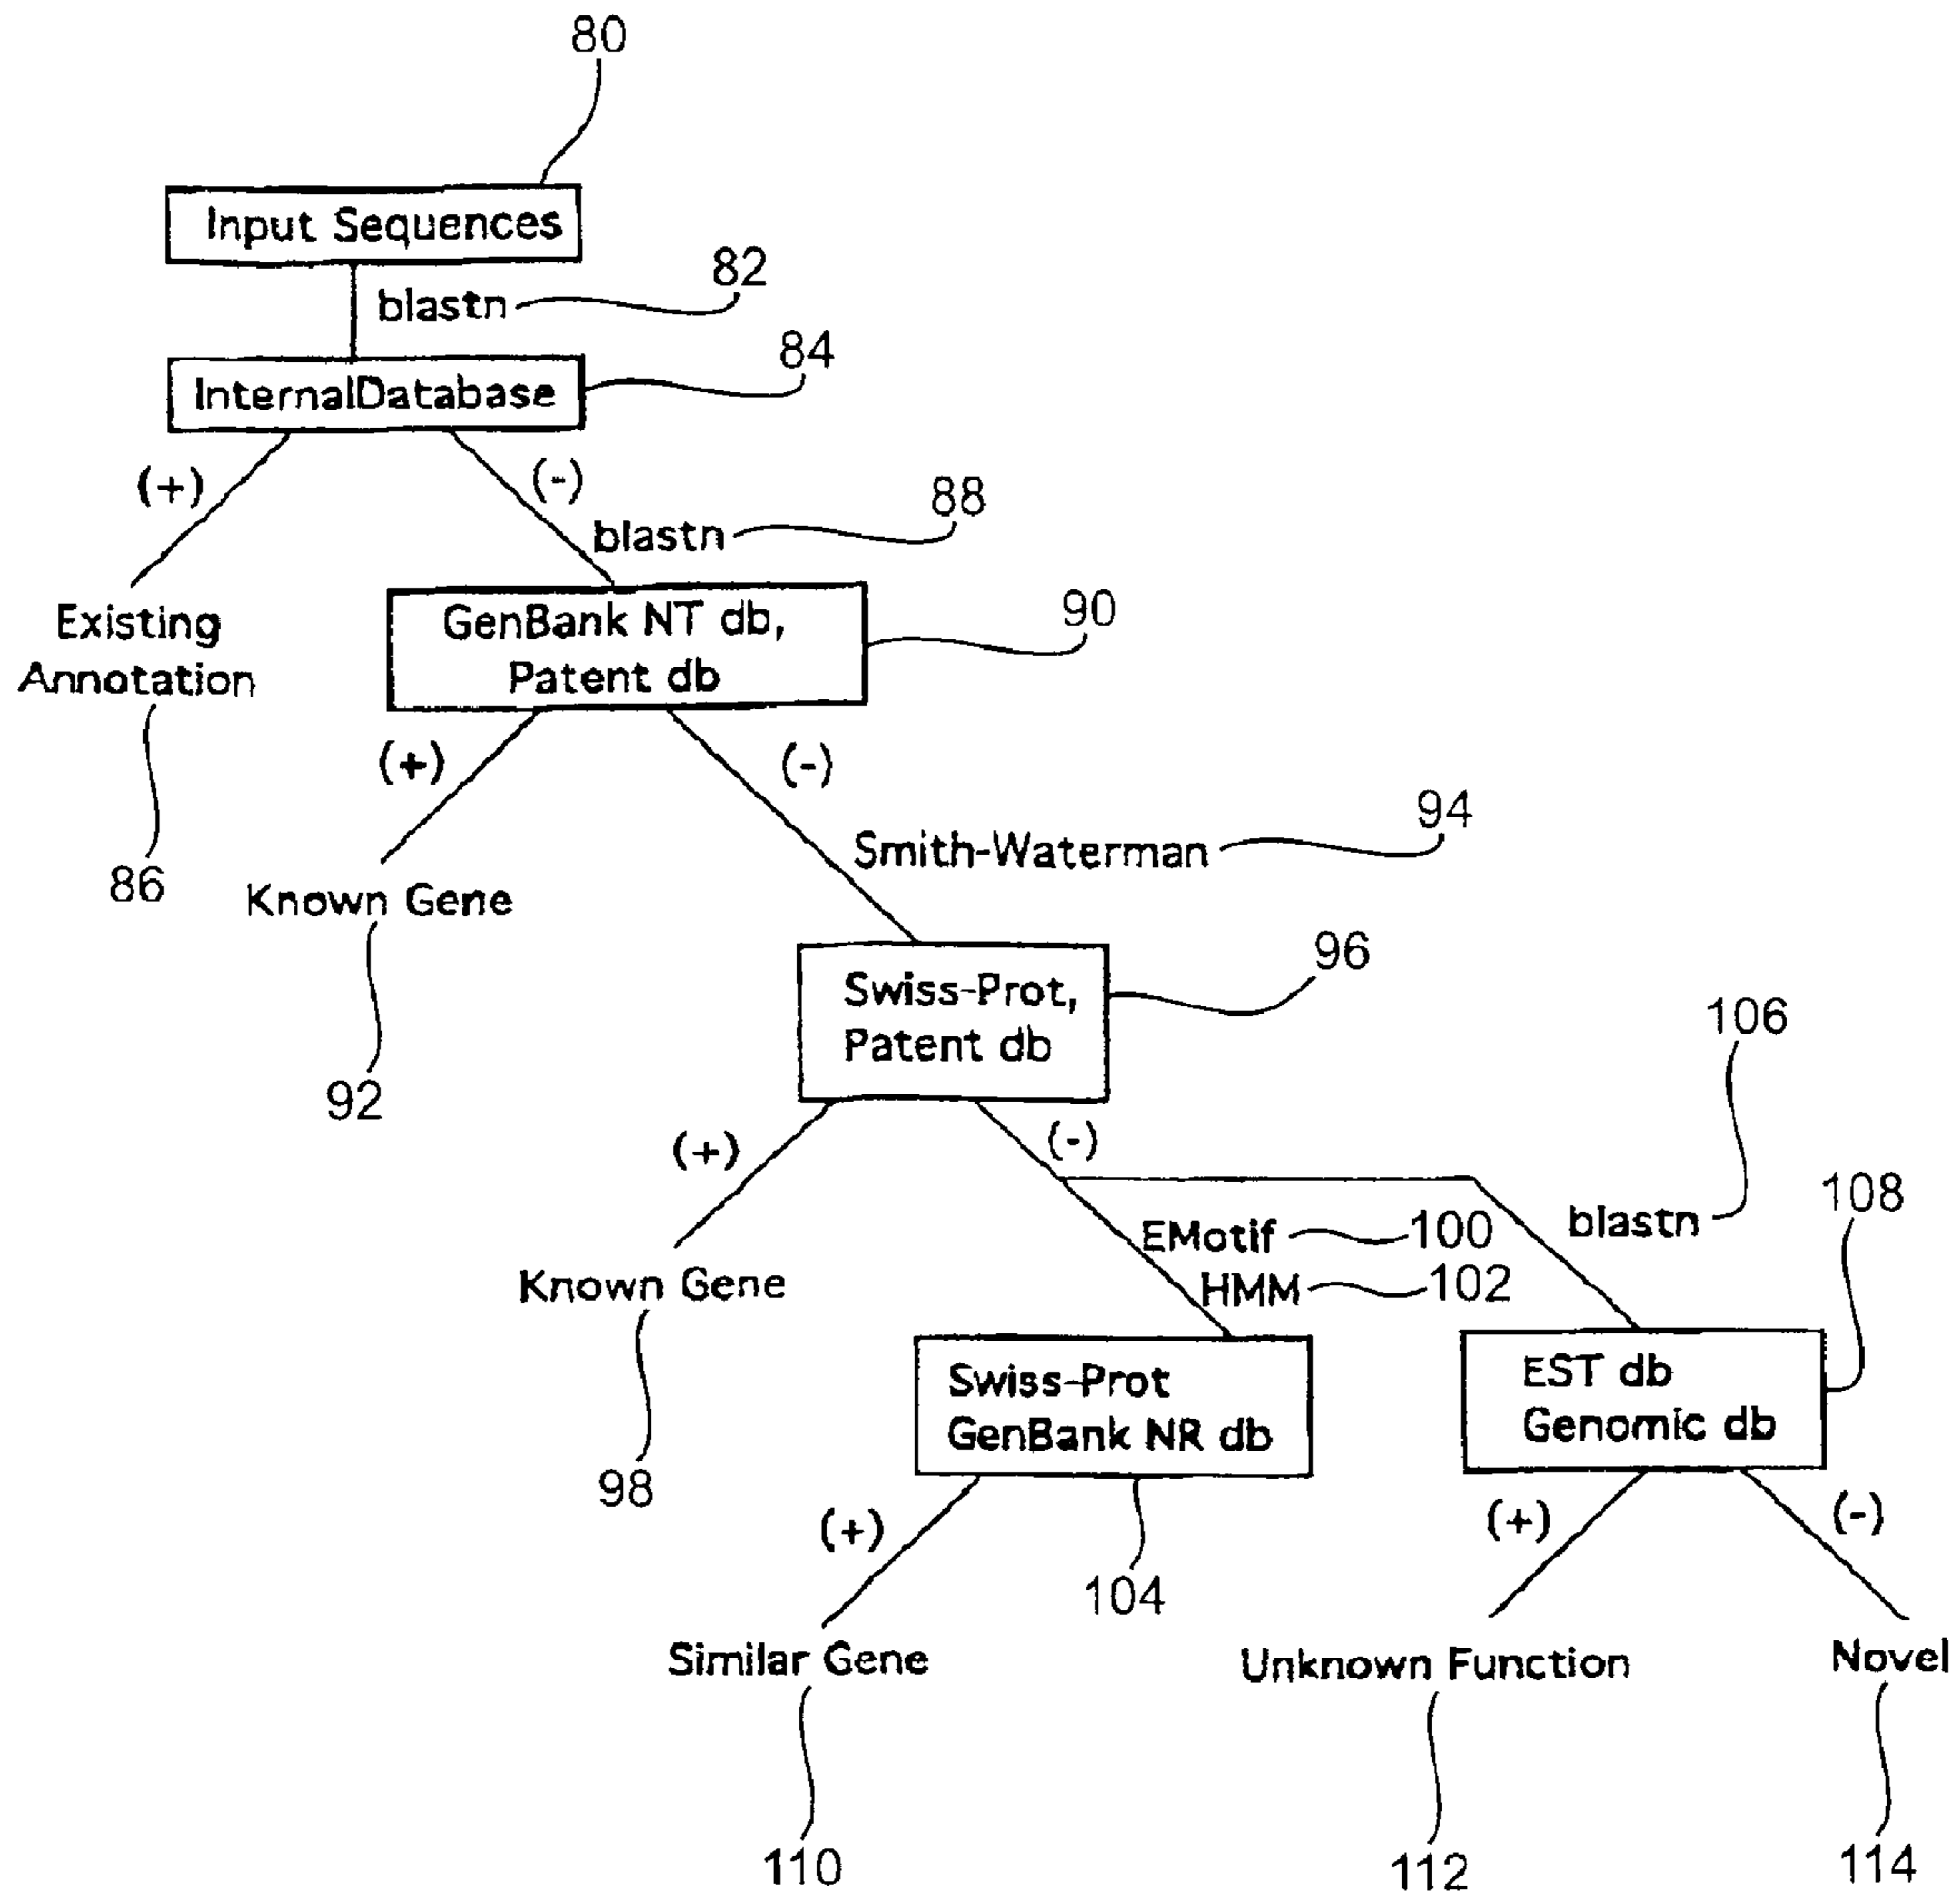 80
Input Sequences
82
blastn
84
InternalDatabase
(+)
(-)
88
blastn
Existing
Annotation
GenBank NT db,
Patent db
90
(+)
(-)
94
Smith-Waterman
86
Known Gene
96
Swiss-Prot,
Patent db
106
92
(+)
(-)
108
blastn
EMotif
100
HMM
102
Known Gene
Swiss-Prot
GenBank NR db
EST db
Genomic db
98
(+)
(+)
(-)
104
Similar Gene
Unknown Function
Novel
110
112
114